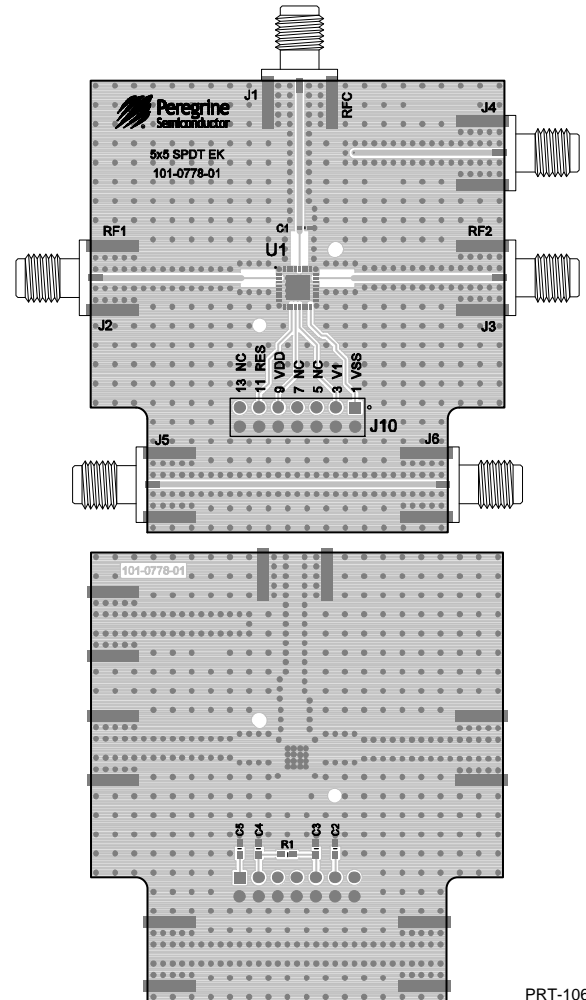 J1
RFC
Peregrine
Semiconductor
J4
5x5 SPDT EK
101-0778-01
C1
RF1
U1
RF2
J2
J3
13 NC
11 RES
9 VDD
7 NC
5 NC
3 V1
1 VSS
J10
J5
J6
101-0778-01
C5
C4
R1
C3
C2
PRT-106